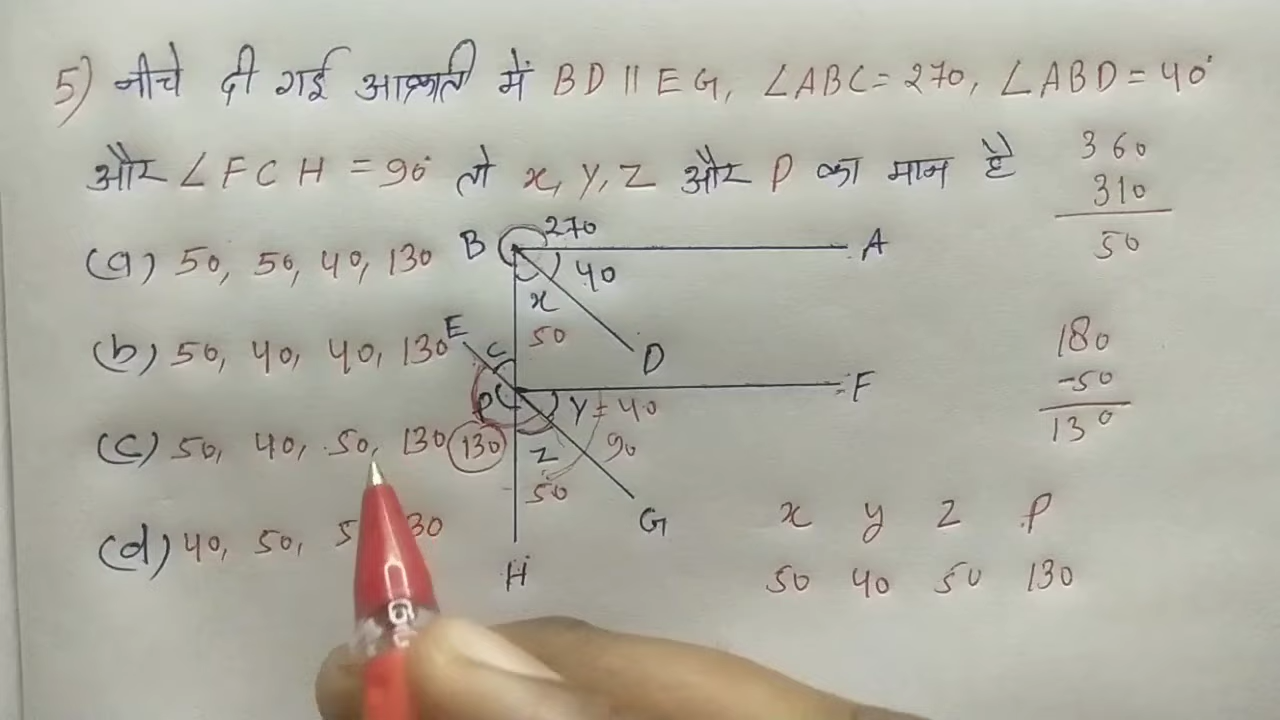 5) नीचे दी गई आकृती में BD || EG, ∠ABC = 270, ∠ABD = 40°
और ∠FCH = 90° तो x, y, z और P का मान है
360
310
50
(a) 50, 50, 40, 130
(b) 50, 40, 40, 130
(c) 50, 40, 50, 130
(d) 40, 50, 5 30
B 270 A
40
x
50
D
E
C
F
P
y = 40
130
z
90
50
G
H
180
-50
130
x y z P
50 40 50 130